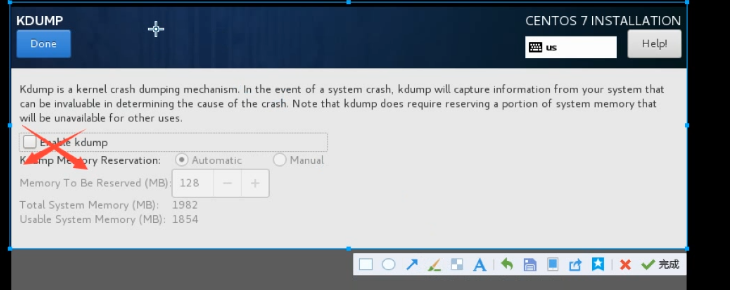 KDUMP
CENTOS 7 INSTALLATION
Done
us
Help!
Kdump is a kernel crash dumping mechanism. In the event of a system crash, kdump will capture information from your system that
can be invaluable in determining the cause of the crash. Note that kdump does require reserving a portion of system memory that
will be unavailable for other uses.
Enable kdump
Kdump Memory Reservation: Automatic Manual
Memory To Be Reserved (MB): 128 - +
Total System Memory (MB): 1982
Usable System Memory (MB): 1854
A 完成